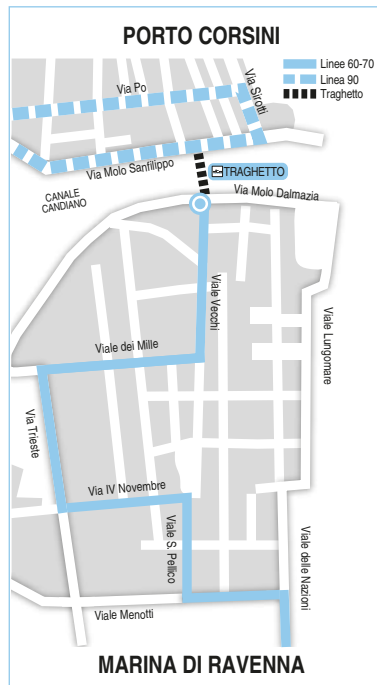 PORTO CORSINI
Linee 60-70
Linea 90
Traghetto
Via Po
Via Sirotti
Via Molo Sanfilippo
TRAGHETTO
CANALE
CANDIANO
Via Molo Dalmazia
Viale Vecchi
Viale Lungomare
Viale dei Mille
Via Trieste
Via IV Novembre
Viale S. Pellico
Viale delle Nazioni
Viale Menotti
MARINA DI RAVENNA